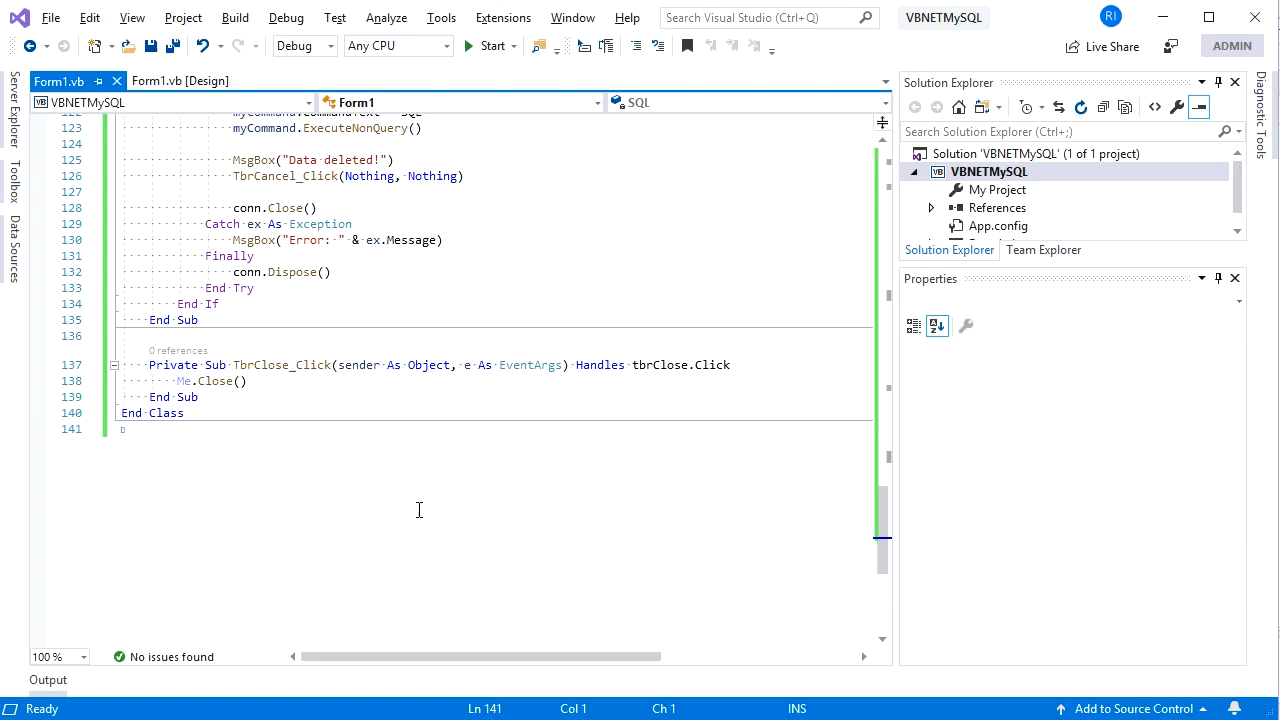 File Edit View Project Build Debug Test Analyze Tools Extensions Window Help Search Visual Studio (Ctrl+;) VBNETMySQL RI
Debug Any CPU Start Live Share ADMIN
Server Explorer
Toolbox
Data Sources
Form1.vb Form1.vb [Design]
VB VBNETMySQL Form1 SQL
123 myCommand.ExecuteNonQuery()
124
125 MsgBox("Data deleted!")
126 TbrCancel_Click(Nothing, Nothing)
127
128 conn.Close()
129 Catch ex As Exception
130 MsgBox("Error: " & ex.Message)
131 Finally
132 conn.Dispose()
133 End Try
134 End If
135 End Sub
136
0 references
137 Private Sub TbrClose_Click(sender As Object, e As EventArgs) Handles tbrClose.Click
138 Me.Close()
139 End Sub
140 End Class
141
100 % No issues found
Output
Solution Explorer
Search Solution Explorer (Ctrl+;)
Solution 'VBNETMySQL' (1 of 1 project)
VB VBNETMySQL
My Project
References
App.config
Solution Explorer Team Explorer
Properties
Diagnostic Tools
Ready Ln 141 Col 1 Ch 1 INS Add to Source Control